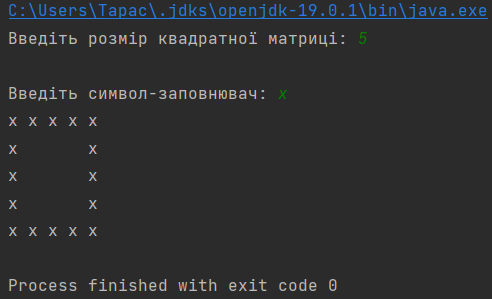 C:\Users\Тарас\.jdks\openjdk-19.0.1\bin\java.exe
Введіть розмір квадратної матриці: 5
Введіть символ-заповнювач: x
x x x x x
x       x
x       x
x       x
x x x x x
Process finished with exit code 0